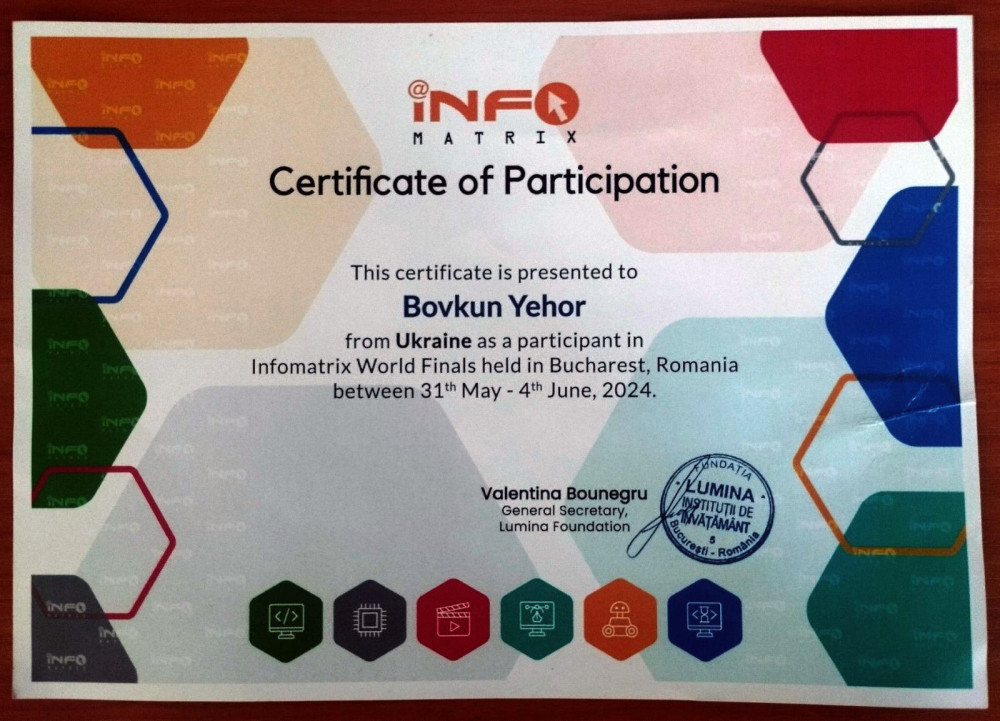 @INFO
MATRIX
Certificate of Participation
This certificate is presented to
Bovkun Yehor
from Ukraine as a participant in
Infomatrix World Finals held in Bucharest, Romania
between 31th May - 4th June, 2024.
Valentina Bounegru
General Secretary,
Lumina Foundation
FUNDAȚIA
LUMINA
INSTITUȚII DE
ÎNVĂȚĂMÂNT
5
București - România